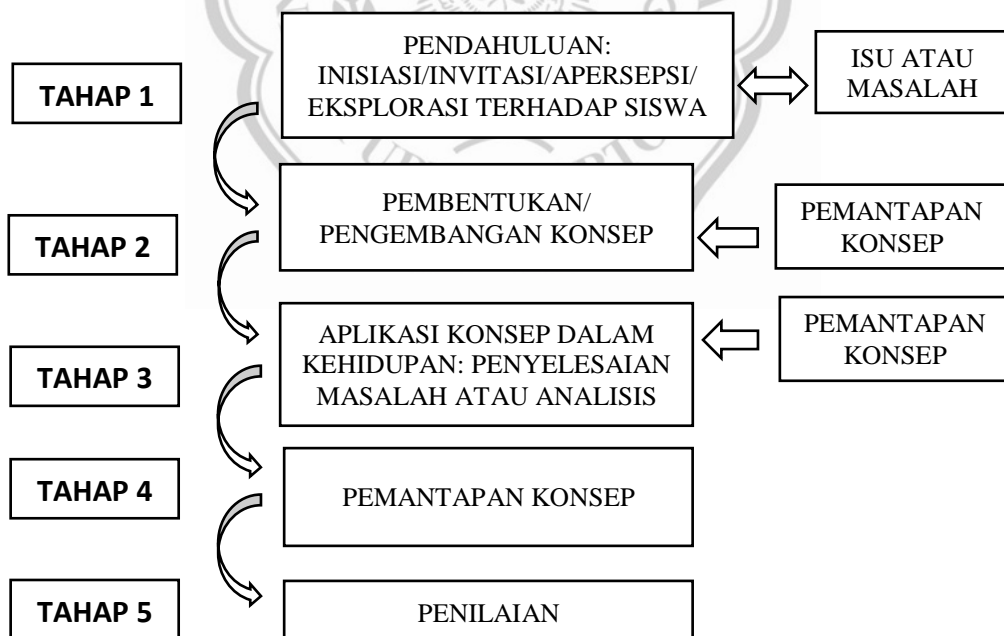 TAHAP 1
PENDAHULUAN:
INISIASI/INVITASI/APERSEPSI/
EKSPLORASI TERHADAP SISWA
ISU ATAU
MASALAH
TAHAP 2
PEMBENTUKAN/
PENGEMBANGAN KONSEP
PEMANTAPAN
KONSEP
TAHAP 3
APLIKASI KONSEP DALAM
KEHIDUPAN: PENYELESAIAN
MASALAH ATAU ANALISIS
PEMANTAPAN
KONSEP
TAHAP 4
PEMANTAPAN KONSEP
TAHAP 5
PENILAIAN